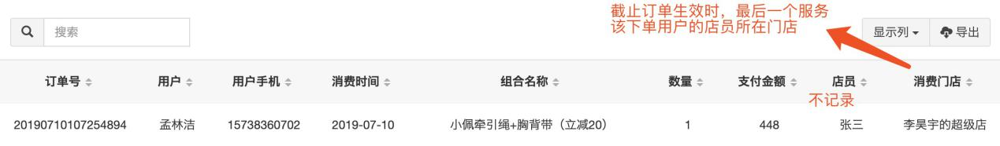 截止订单生效时，最后一个服务
该下单用户的店员所在门店
搜索
显示列 导出
订单号 用户 用户手机 消费时间 组合名称 数量 支付金额 店员 消费门店
不记录
20190710107254894 孟林洁 15738360702 2019-07-10 小佩牵引绳+胸背带（立减20） 1 448 张三 李昊宇的超级店